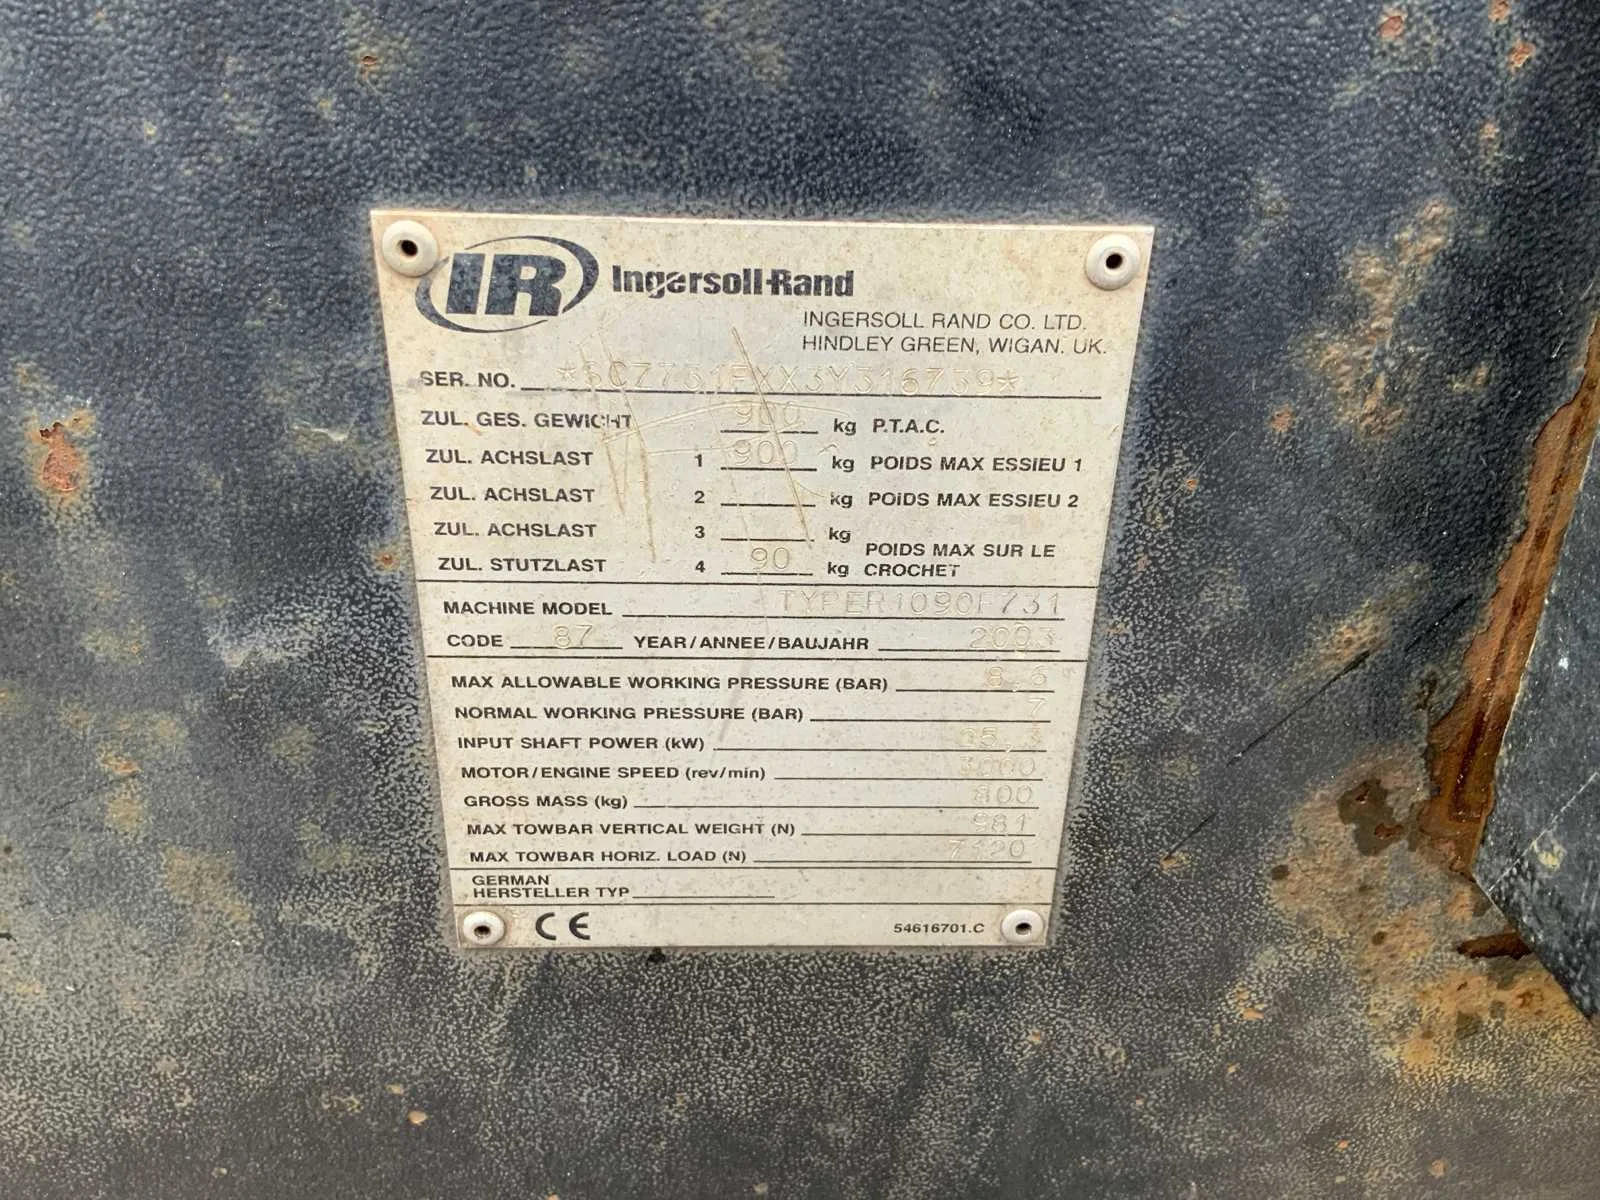 IR Ingersoll-Rand
INGERSOLL RAND CO. LTD.
HINDLEY GREEN, WIGAN. UK.
SER. NO.
ZUL. GES. GEWICHT 900 kg P.T.A.C.
ZUL. ACHSLAST 1 900 kg POIDS MAX ESSIEU 1
ZUL. ACHSLAST 2 kg POIDS MAX ESSIEU 2
ZUL. ACHSLAST 3 kg
ZUL. STUTZLAST 4 90 kg POIDS MAX SUR LE
CROCHET
MACHINE MODEL TYPER1090F731
CODE 87 YEAR/ANNEE/BAUJAHR 2003
MAX ALLOWABLE WORKING PRESSURE (BAR) 8,6
NORMAL WORKING PRESSURE (BAR) 7
INPUT SHAFT POWER (kW)
MOTOR/ENGINE SPEED (rev/min) 3000
GROSS MASS (kg) 800
MAX TOWBAR VERTICAL WEIGHT (N) 981
MAX TOWBAR HORIZ. LOAD (N)
GERMAN
HERSTELLER TYP
CE 54616701.C